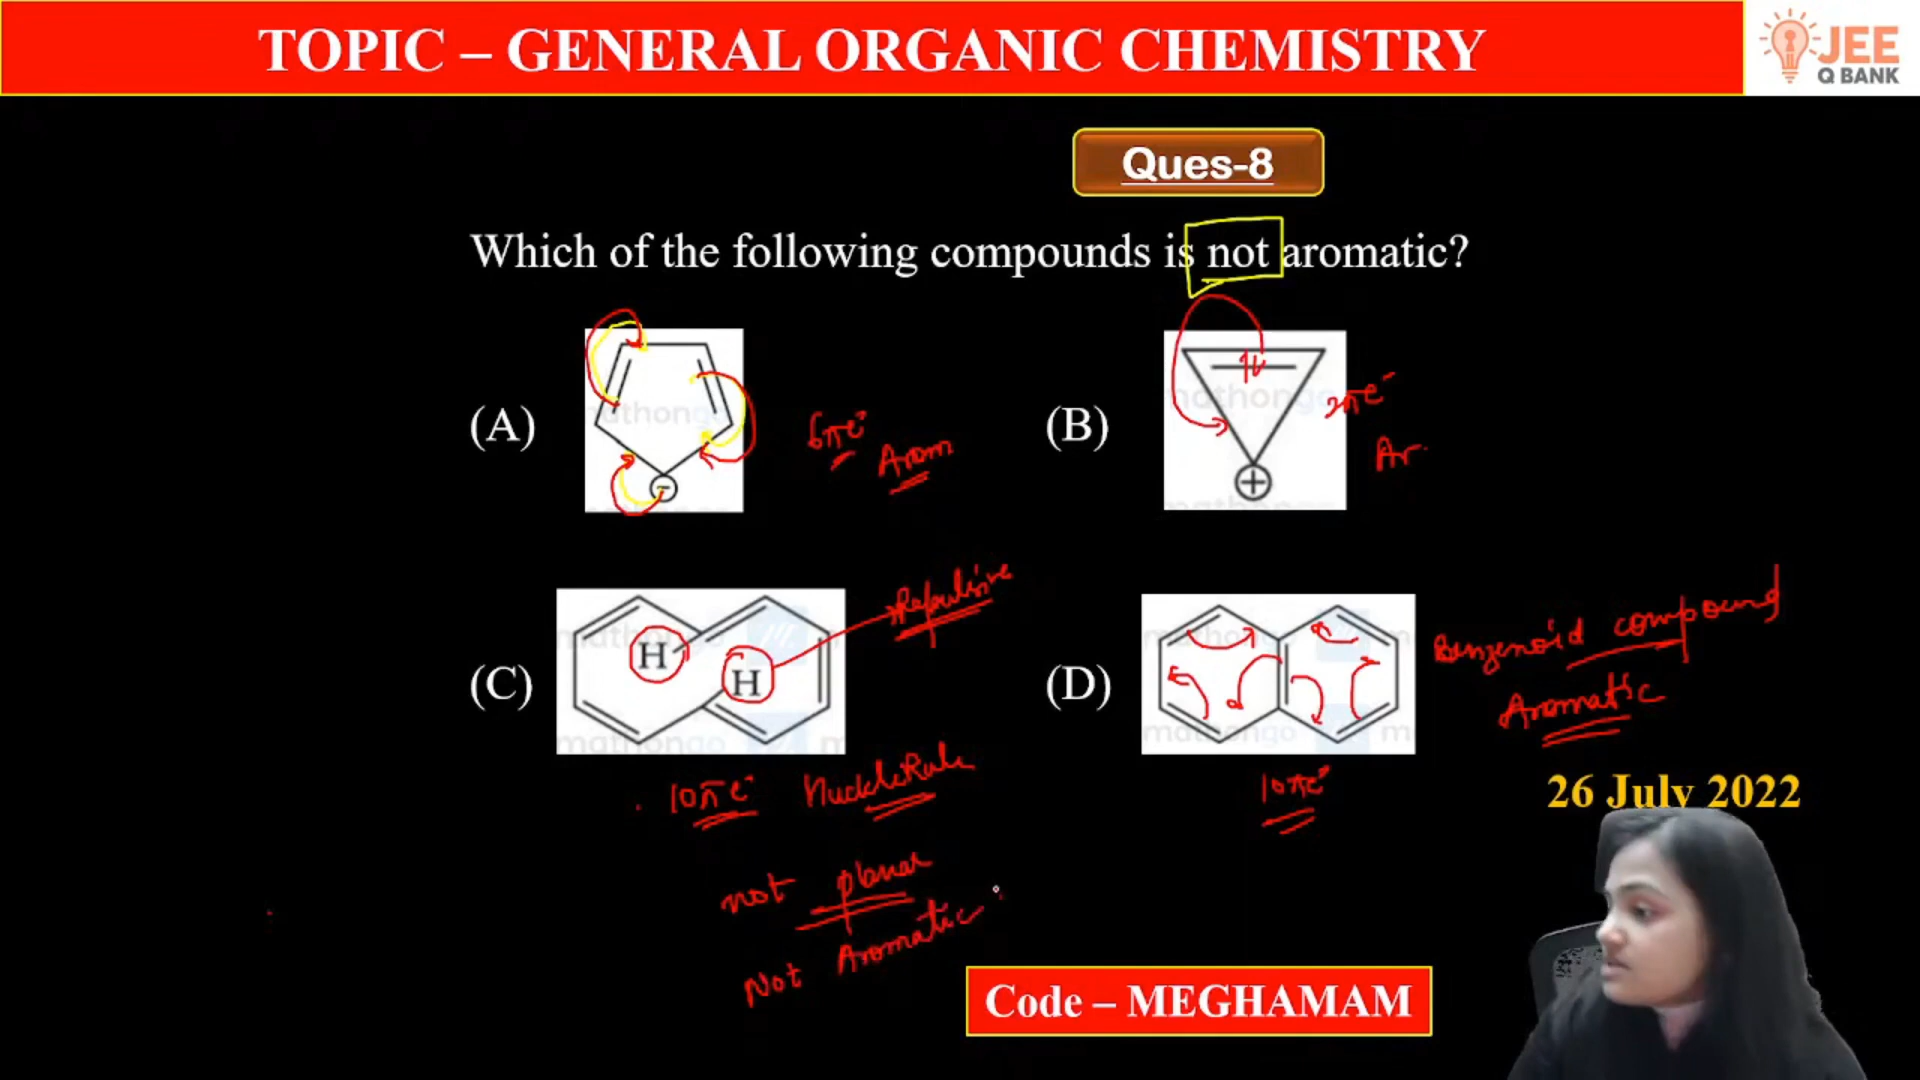 TOPIC – GENERAL ORGANIC CHEMISTRY
JEE
Q BANK
Ques-8
Which of the following compounds is not aromatic?
(A)
6πe⁻
Arom
(B)
2πe⁻
Ar
(C)
H
H
Repulsive
10πe⁻ Huckle Rule
not planar
Not Aromatic
(D)
Benzenoid compound
Aromatic
10πe⁻
26 July 2022
Code – MEGHAMAM